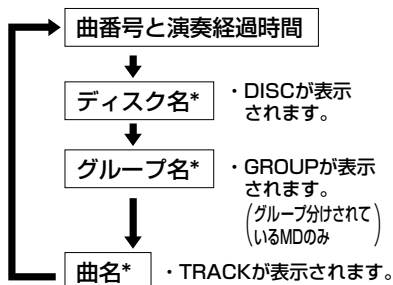 曲番号と演奏経過時間
ディスク名*
・DISCが表示
されます。
グループ名*
・GROUPが表示
されます。
(グループ分けされて
いるMDのみ)
曲名*
・TRACKが表示されます。